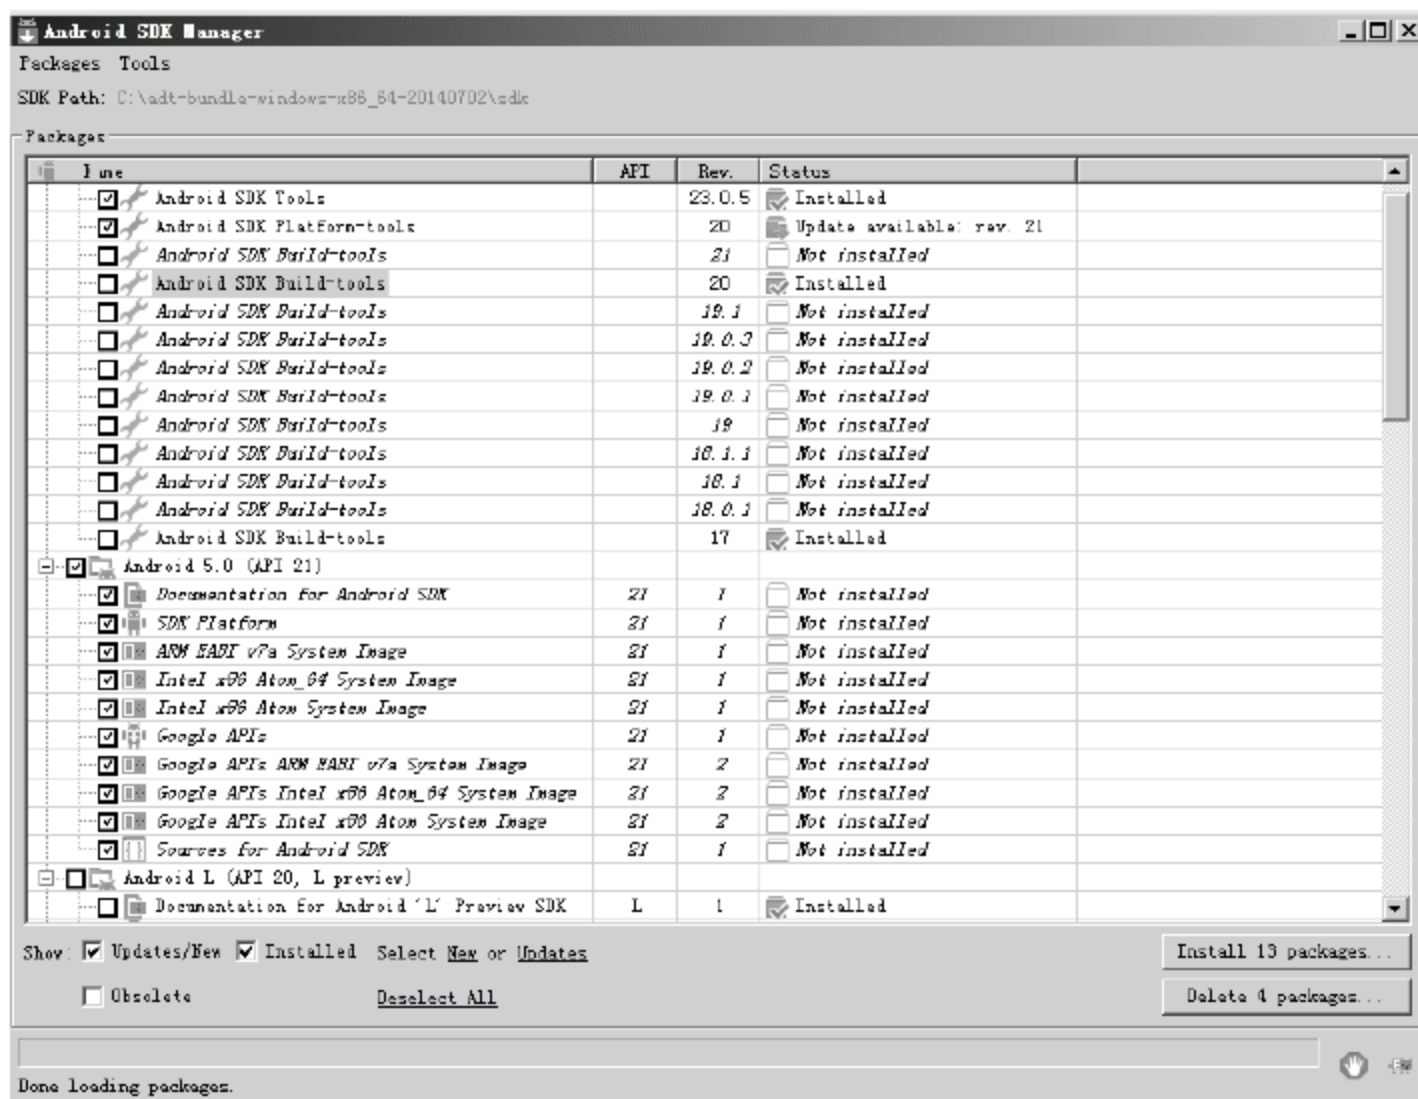 Android SDK Manager
Packages Tools
SDK Path: C:\adt-bundle-windows-x86_64-20140702\sdk
Packages
Name API Rev. Status
Android SDK Tools 23.0.5 Installed
Android SDK Platform-tools 20 Update available: rev. 21
Android SDK Build-tools 21 Not installed
Android SDK Build-tools 20 Installed
Android SDK Build-tools 19.1 Not installed
Android SDK Build-tools 19.0.3 Not installed
Android SDK Build-tools 19.0.2 Not installed
Android SDK Build-tools 19.0.1 Not installed
Android SDK Build-tools 19 Not installed
Android SDK Build-tools 18.1.1 Not installed
Android SDK Build-tools 18.1 Not installed
Android SDK Build-tools 18.0.1 Not installed
Android SDK Build-tools 17 Installed
Android 5.0 (API 21)
Documentation for Android SDK 21 1 Not installed
SDK Platform 21 1 Not installed
ARM EABI v7a System Image 21 1 Not installed
Intel x86 Atom_64 System Image 21 1 Not installed
Intel x86 Atom System Image 21 1 Not installed
Google APIs 21 1 Not installed
Google APIs ARM EABI v7a System Image 21 2 Not installed
Google APIs Intel x86 Atom_64 System Image 21 2 Not installed
Google APIs Intel x86 Atom System Image 21 2 Not installed
Sources for Android SDK 21 1 Not installed
Android L (API 20, L preview)
Documentation for Android 'L' Preview SDK L 1 Installed
Show: Updates/New Installed Select New or Updates Install 13 packages...
Obsolete Deselect All Delete 4 packages...
Done loading packages.